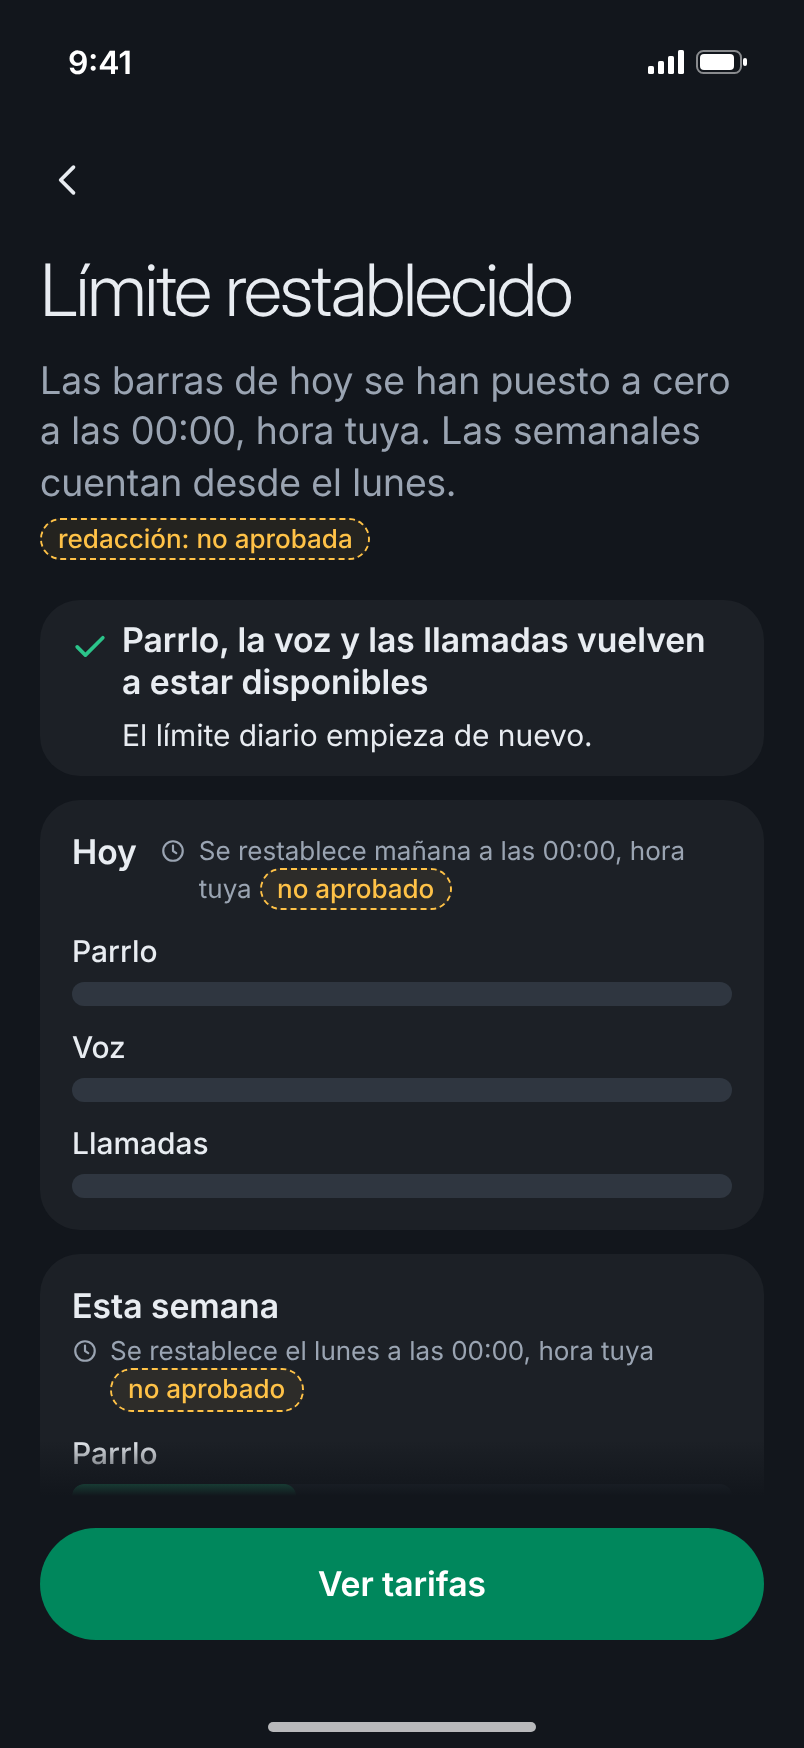 9:41
Límite restablecido
Las barras de hoy se han puesto a cero
a las 00:00, hora tuya. Las semanales
cuentan desde el lunes.
redacción: no aprobada
Parrlo, la voz y las llamadas vuelven
a estar disponibles
El límite diario empieza de nuevo.
Hoy Se restablece mañana a las 00:00, hora
tuya no aprobado
Parrlo
Voz
Llamadas
Esta semana
Se restablece el lunes a las 00:00, hora tuya
no aprobado
Parrlo
Ver tarifas